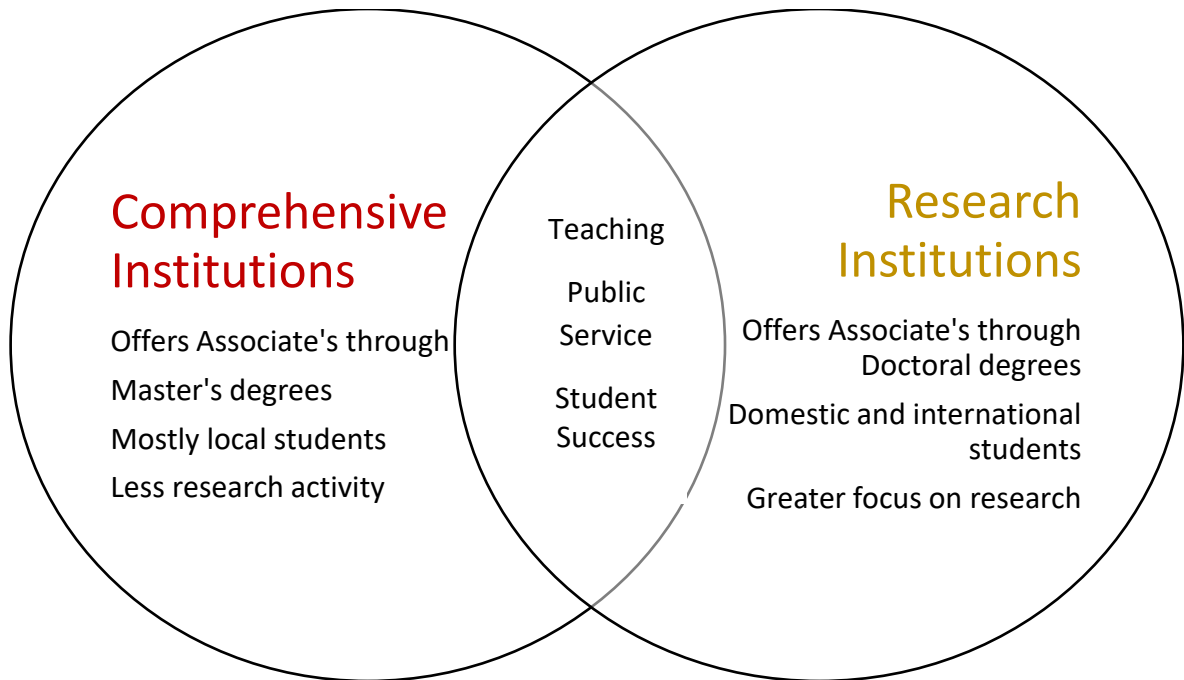 Comprehensive
Institutions
Offers Associate's through
Master's degrees
Mostly local students
Less research activity
Teaching
Public
Service
Student
Success
Research
Institutions
Offers Associate's through
Doctoral degrees
Domestic and international
students
Greater focus on research